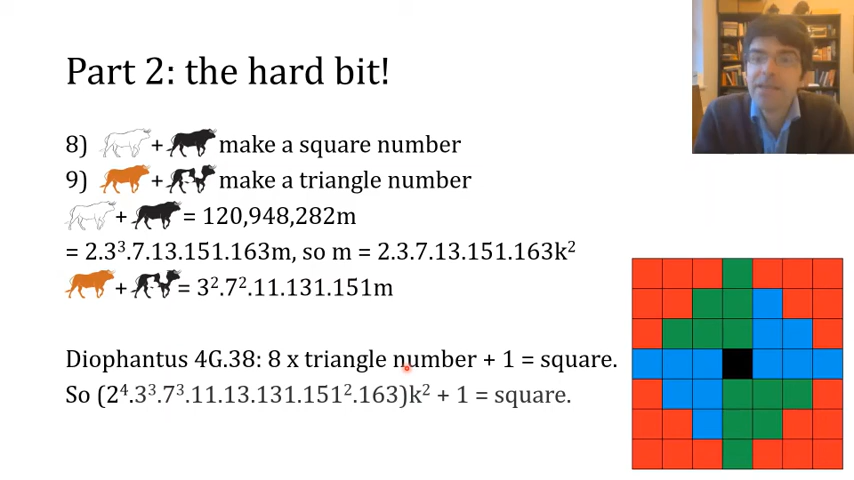 Part 2: the hard bit!
8) + make a square number
9) + make a triangle number
+ = 120,948,282m
= 2.3³.7.13.151.163m, so m = 2.3.7.13.151.163k²
+ = 3².7².11.131.151m
Diophantus 4G.38: 8 x triangle number + 1 = square.
So (2⁴.3³.7³.11.13.131.151².163)k² + 1 = square.